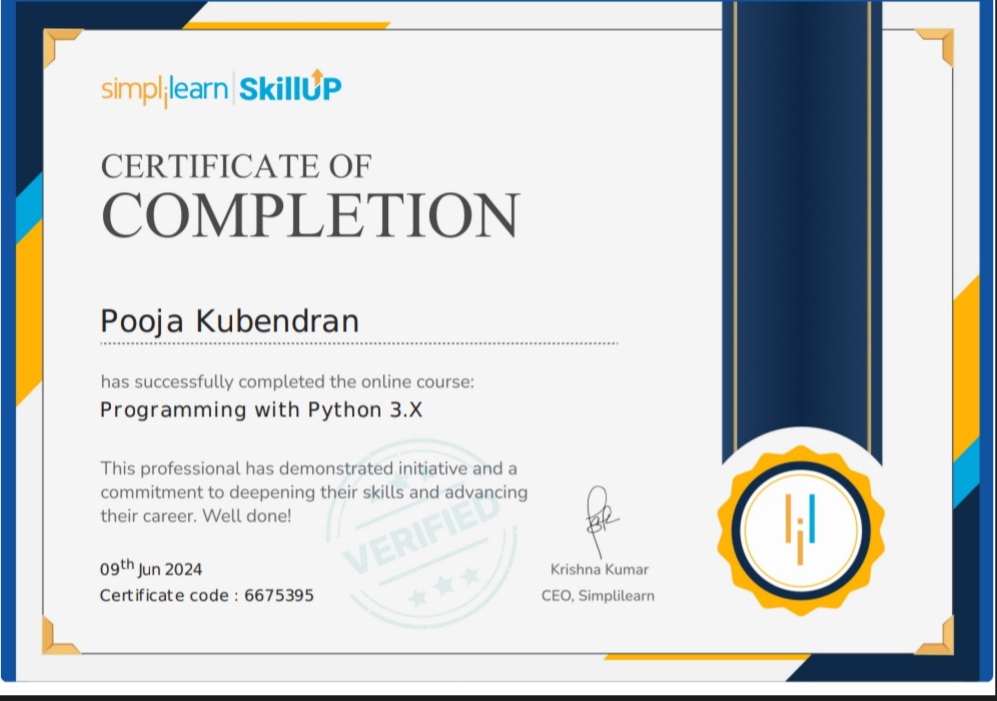 simplilearn | SkillUP
CERTIFICATE OF
COMPLETION
Pooja Kubendran
has successfully completed the online course:
Programming with Python 3.X
This professional has demonstrated initiative and a
commitment to deepening their skills and advancing
their career. Well done!
VERIFIED
09th Jun 2024
Certificate code : 6675395
Krishna Kumar
CEO, Simplilearn